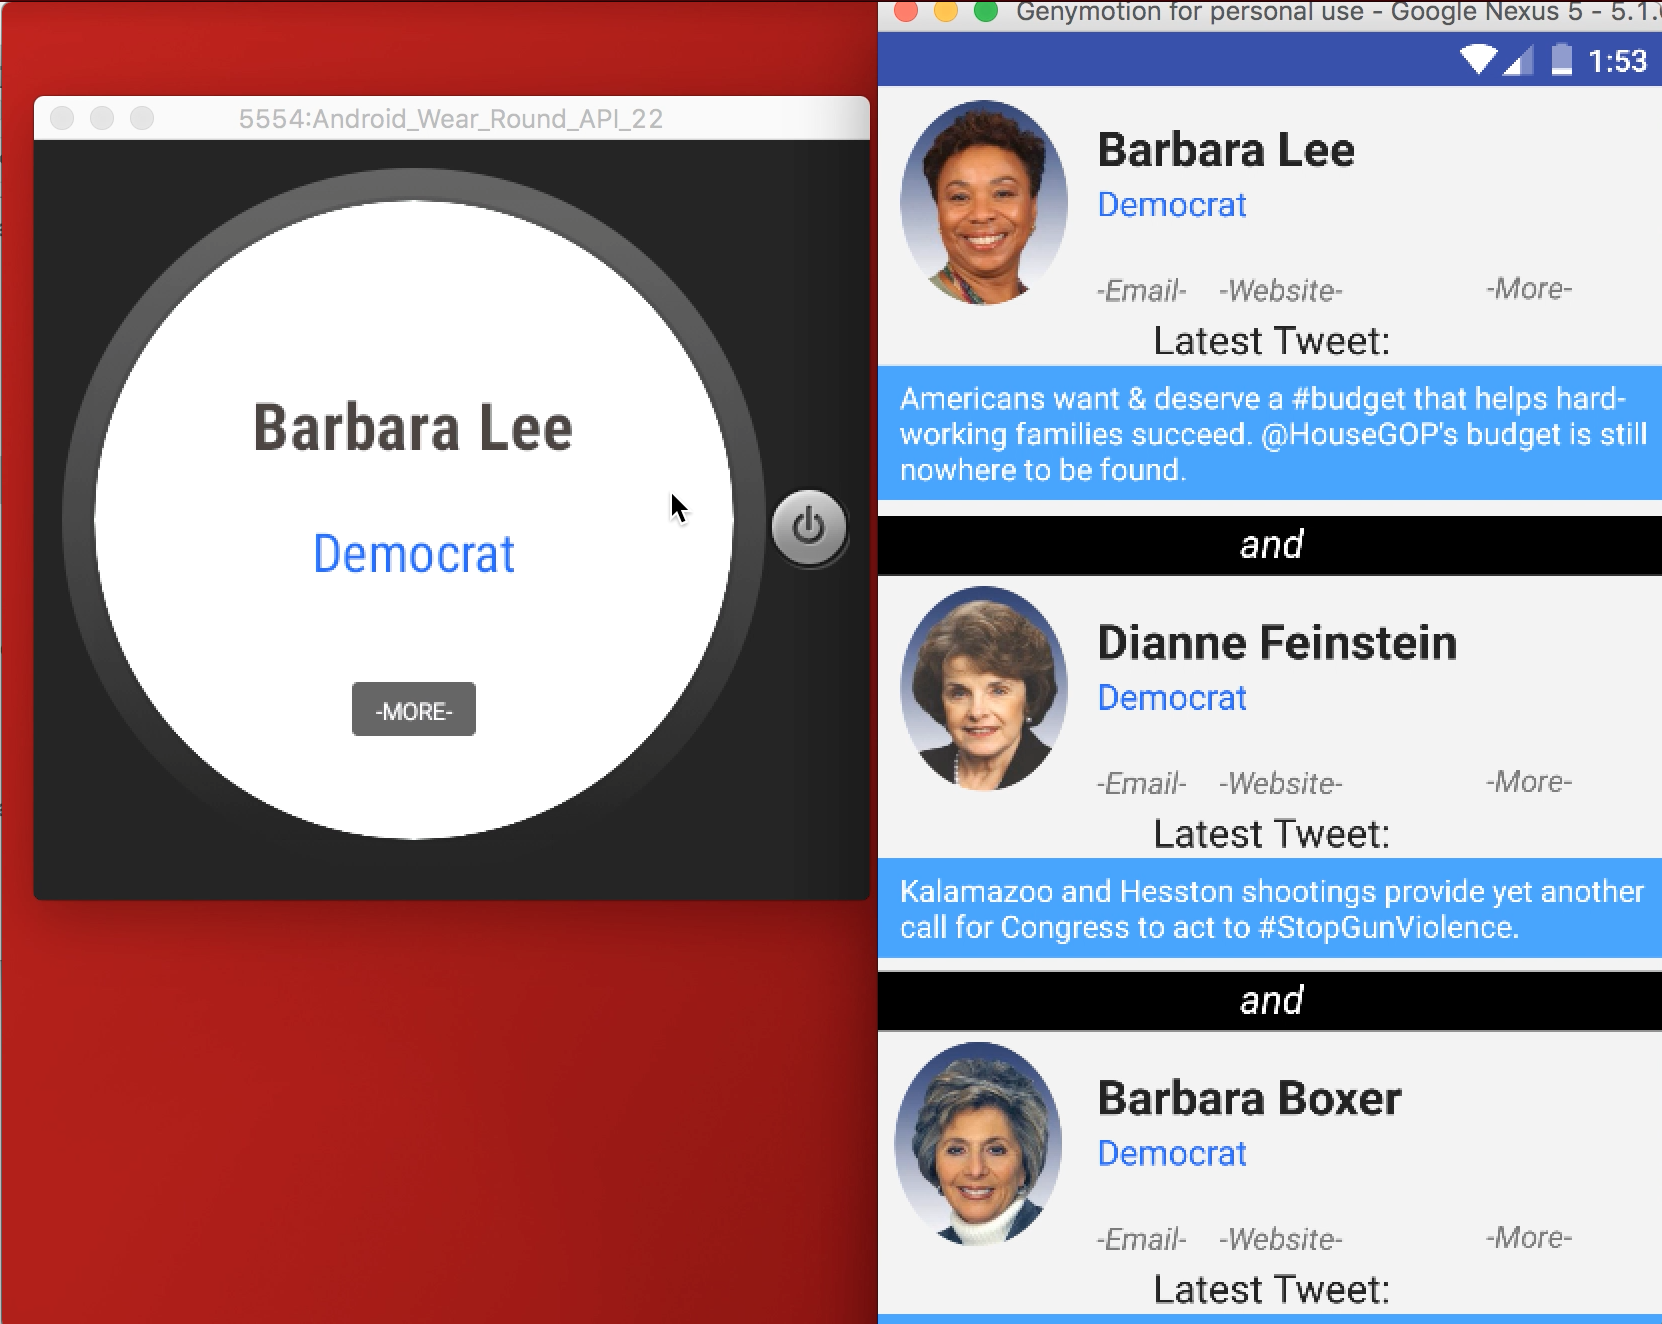 5554:Android_Wear_Round_API_22
Barbara Lee
Democrat
-MORE-
Genymotion for personal use - Google Nexus 5 - 5.1.
1:53
Barbara Lee
Democrat
-Email- -Website- -More-
Latest Tweet:
Americans want & deserve a #budget that helps hard-
working families succeed. @HouseGOP's budget is still
nowhere to be found.
and
Dianne Feinstein
Democrat
-Email- -Website- -More-
Latest Tweet:
Kalamazoo and Hesston shootings provide yet another
call for Congress to act to #StopGunViolence.
and
Barbara Boxer
Democrat
-Email- -Website- -More-
Latest Tweet: